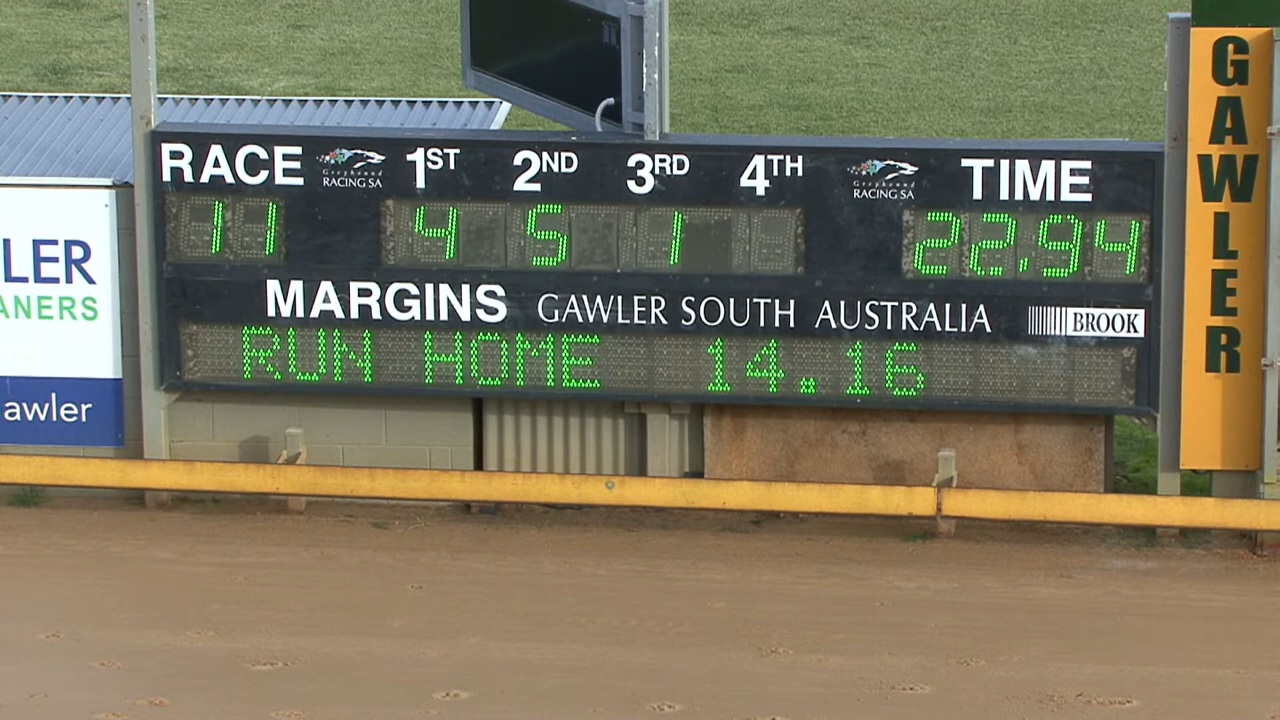 RACE Greyhound RACING SA 1ST 2ND 3RD 4TH Greyhound RACING SA TIME
11 4 5 1 22.94
MARGINS GAWLER SOUTH AUSTRALIA BROOK
RUN HOME 14.16
GAWLER
LER
ANERS
awler